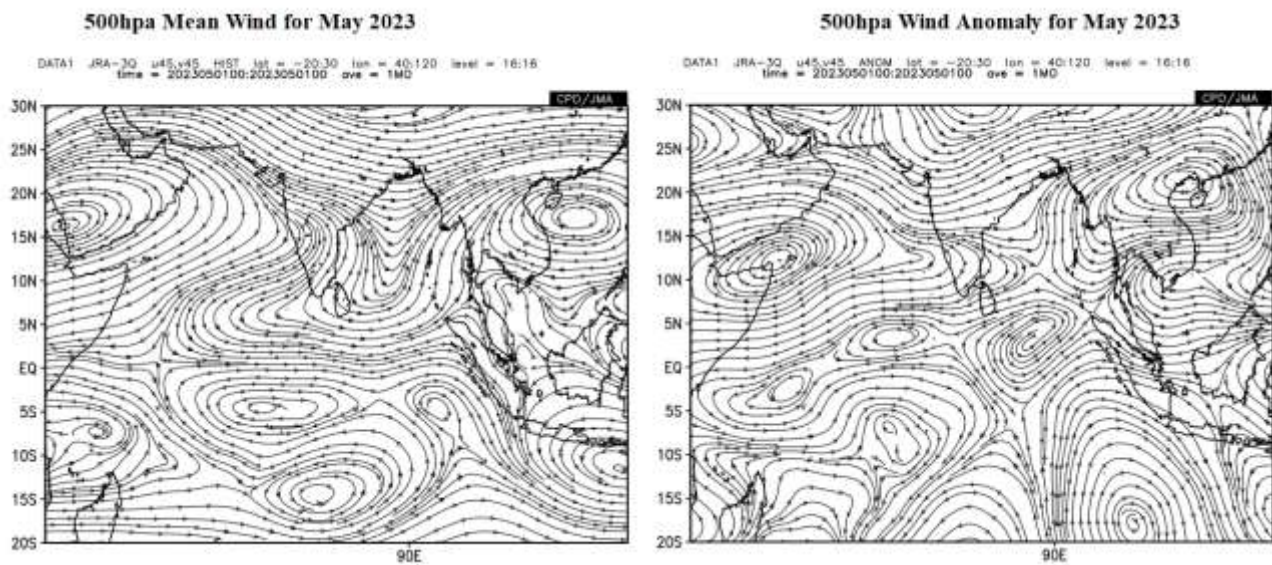 500hpa Mean Wind for May 2023
DATA1 JRA-3Q u45,v45 HIST lat = -20:30 lon = 40:120 level = 16:16
time = 2023050100:2023050100 ave = 1MO
CPD/JMA
30N
25N
20N
15N
10N
5N
EQ
5S
10S
15S
20S
90E
500hpa Wind Anomaly for May 2023
DATA1 JRA-3Q u45,v45 ANOM lat = -20:30 lon = 40:120 level = 16:16
time = 2023050100:2023050100 ave = 1MO
CPD/JMA
30N
25N
20N
15N
10N
5N
EQ
5S
10S
15S
20S
90E